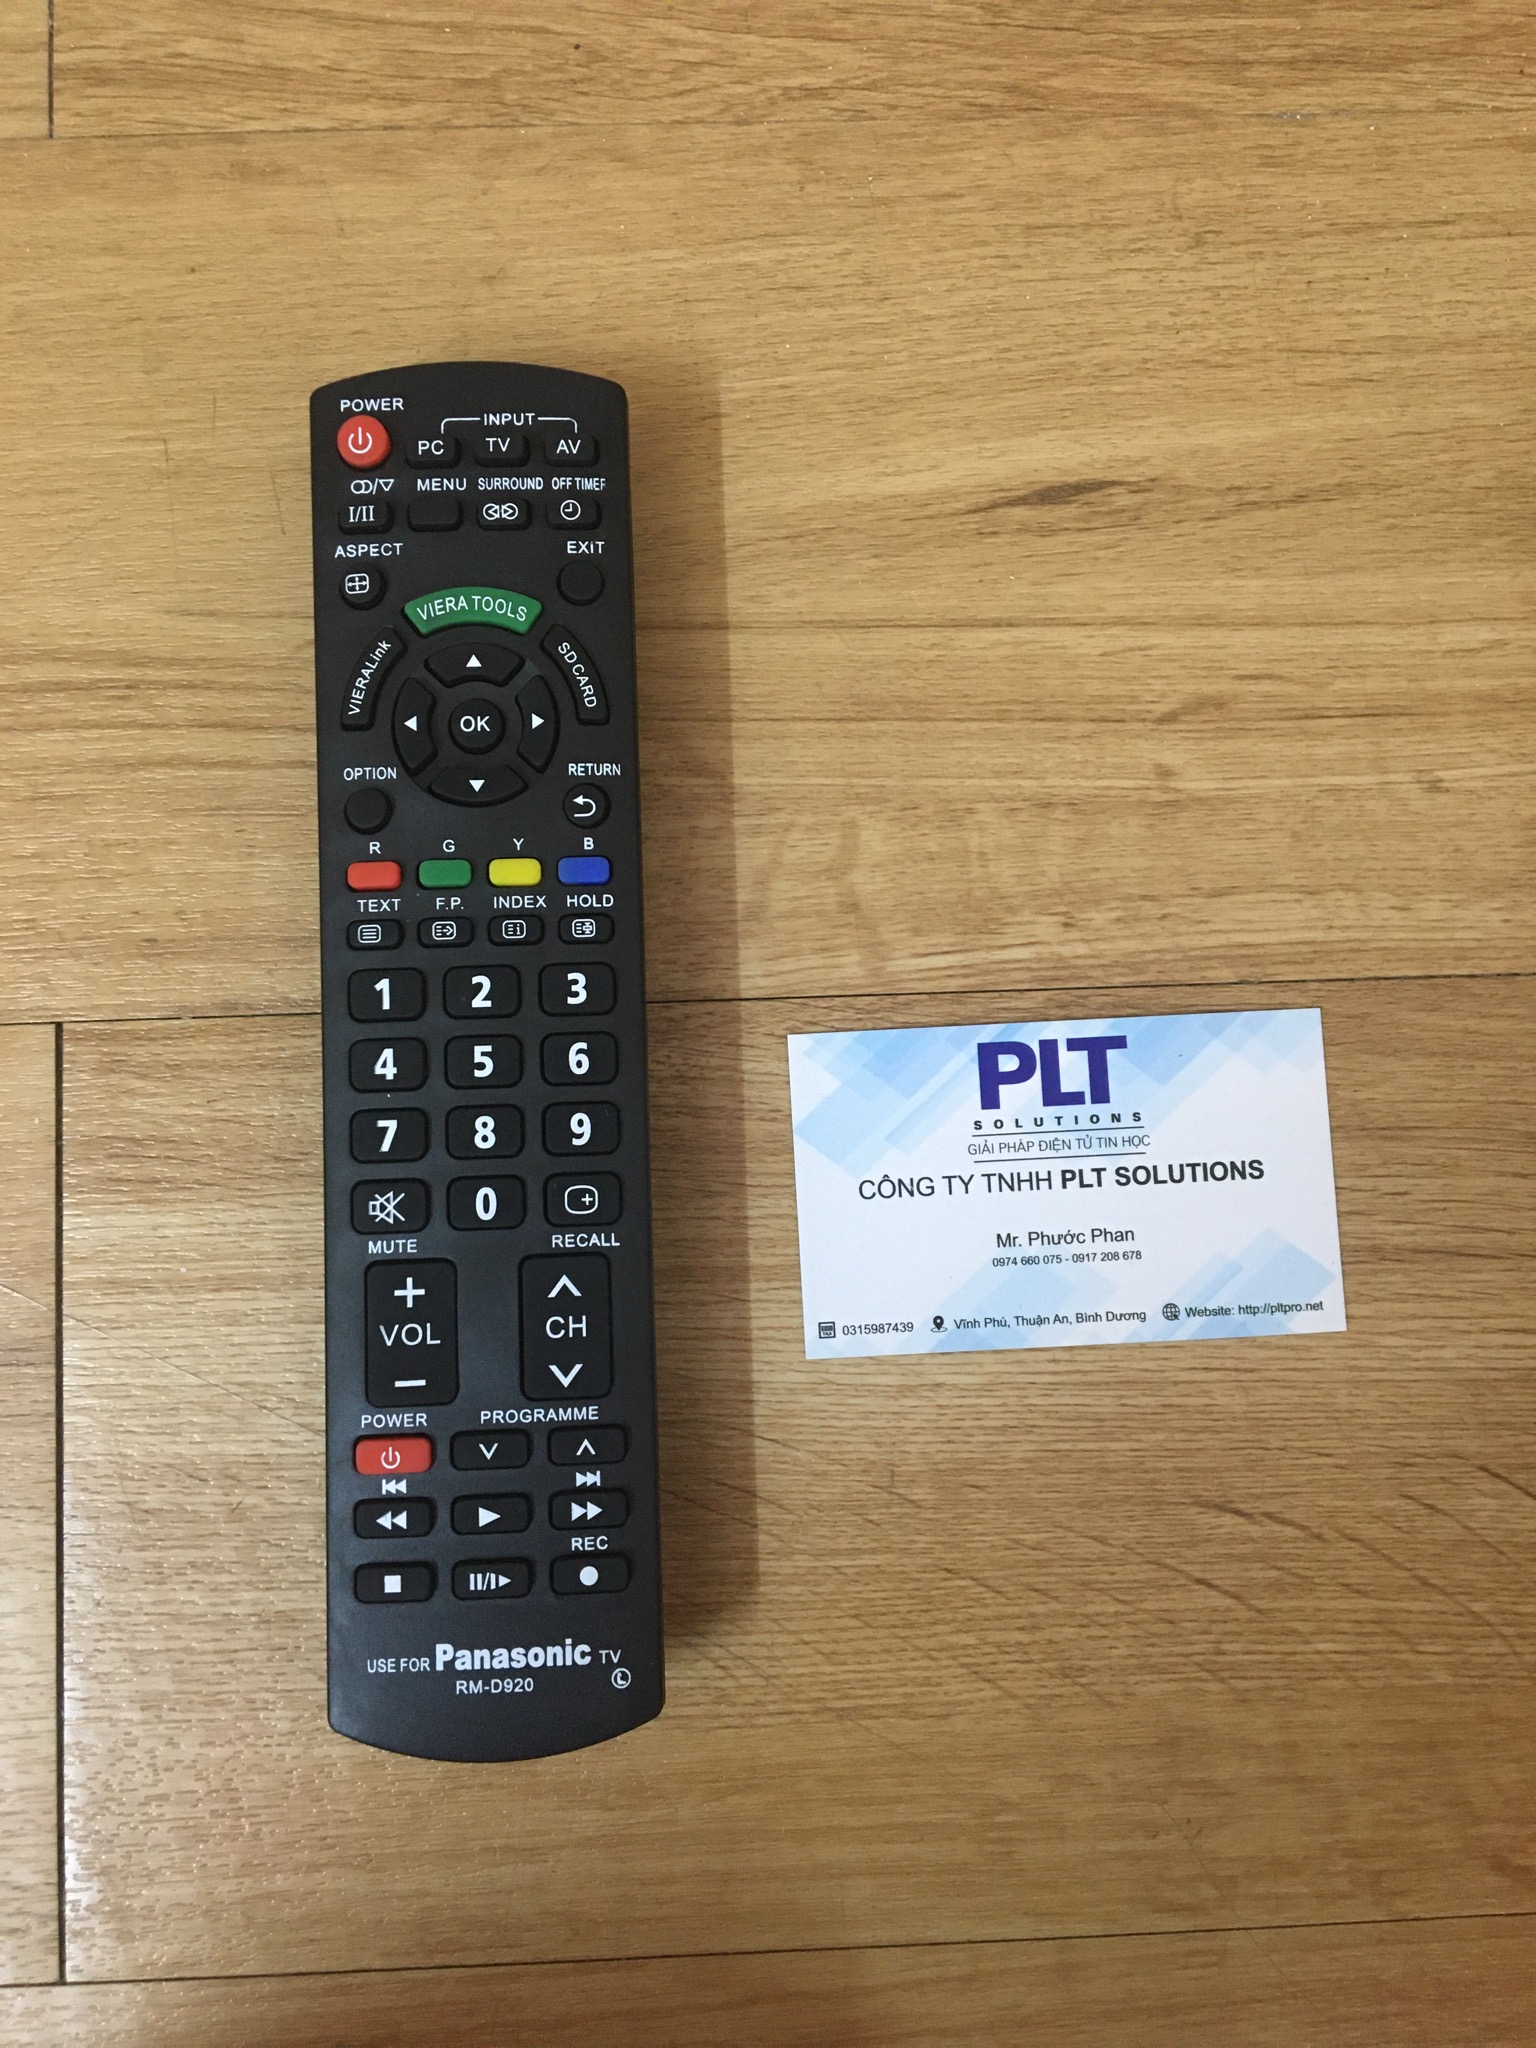 POWER
INPUT
PC TV AV
MENU SURROUND OFF TIMER
I/II
ASPECT EXiT
VIERA TOOLS
VIERALink SD CARD
OK
OPTION RETURN
R G Y B
TEXT F.P. INDEX HOLD
1 2 3
4 5 6
7 8 9
0
MUTE RECALL
+
VOL CH
−
POWER PROGRAMME
REC
USE FOR Panasonic TV
RM-D920
L
PLT
SOLUTIONS
GIẢI PHÁP ĐIỆN TỬ TIN HỌC
CÔNG TY TNHH PLT SOLUTIONS
Mr. Phước Phan
0974 660 075 - 0917 208 678
0315987439 Vĩnh Phú, Thuận An, Bình Dương Website: http://pltpro.net